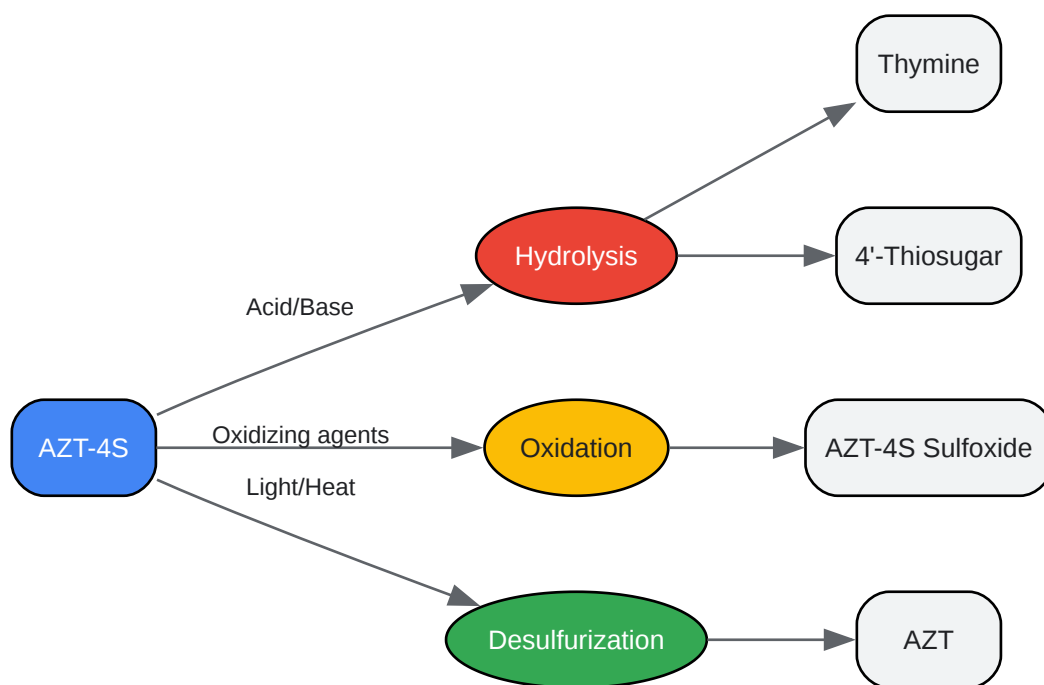 Thymine
Hydrolysis
4'-Thiosugar
Acid/Base
AZT-4S
Oxidizing agents
Oxidation
AZT-4S Sulfoxide
Light/Heat
Desulfurization
AZT